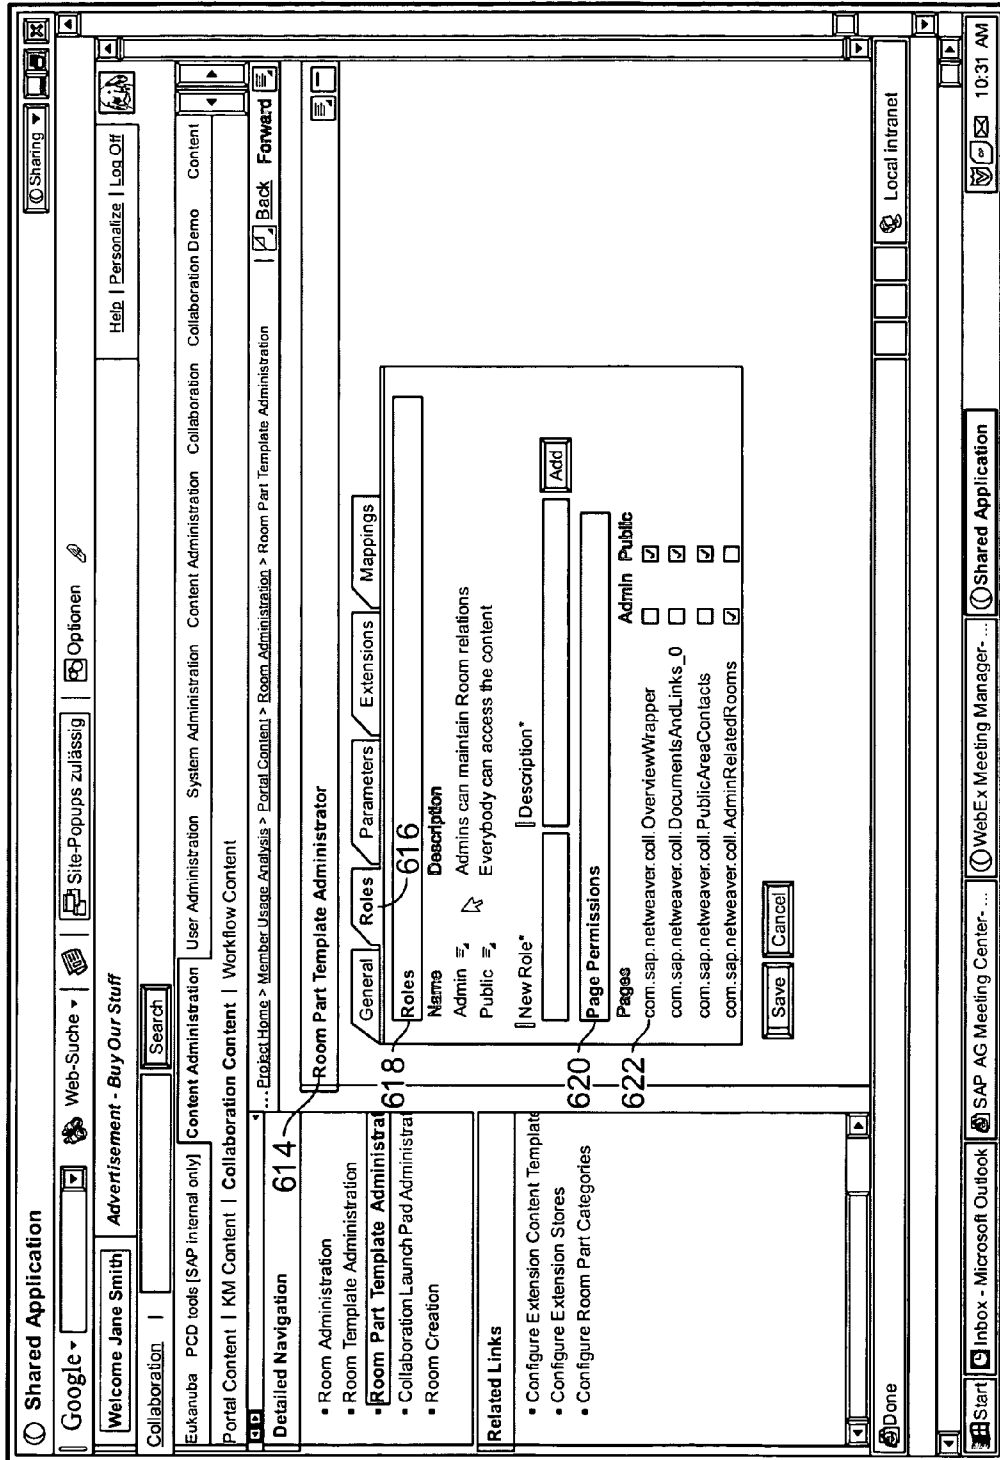 Shared Application
Sharing
Google Web-Suche Site-Popups zulässig Optionen
Welcome Jane Smith Advertisement - Buy Our Stuff Help | Personalize | Log Off
Collaboration | Search
Eukanuba PCD tools [SAP internal only] Content Administration User Administration System Administration Content Administration Collaboration Collaboration Demo Content
Portal Content | KM Content | Collaboration Content | Workflow Content
... Project Home > Member Usage Analysis > Portal Content > Room Administration > Room Part Template Administration | Back Forward
Detailed Navigation
614
▪ Room Administration
▪ Room Template Administration
▪ Room Part Template Administrat
▪ Collaboration Launch Pad Administrat
▪ Room Creation
Related Links
▪ Configure Extension Content Template
▪ Configure Extension Stores
▪ Configure Room Part Categories
Room Part Template Administrator
General Roles Parameters Extensions Mappings
616
618
Roles
Name Description
Admin Admins can maintain Room relations
Public Everybody can access the content
New Role* Description*
Add
620
Page Permissions
622
Pages Admin Public
com.sap.netweaver.coll.OverviewWrapper
com.sap.netweaver.coll.DocumentsAndLinks_0
com.sap.netweaver.coll.PublicAreaContacts
com.sap.netweaver.coll.AdminRelatedRooms
Save Cancel
Done Local intranet
Start Inbox - Microsoft Outlook SAP AG Meeting Center- ... WebEx Meeting Manager- ... Shared Application 10:31 AM